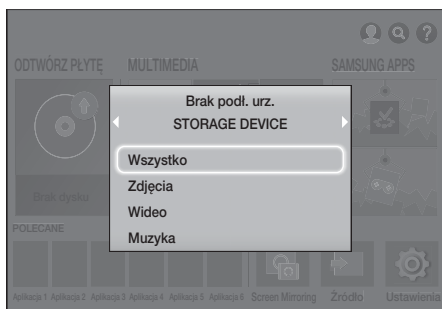 ODTWÓRZ PŁYTĘ MULTIMEDIA SAMSUNG APPS
Brak podł. urz.
STORAGE DEVICE
Wszystko
Zdjęcia
Wideo
Muzyka
Brak dysku
POLECANE
Aplikacja 1 Aplikacja 2 Aplikacja 3 Aplikacja 4 Aplikacja 5 Aplikacja 6 Screen Mirroring Źródło Ustawienia